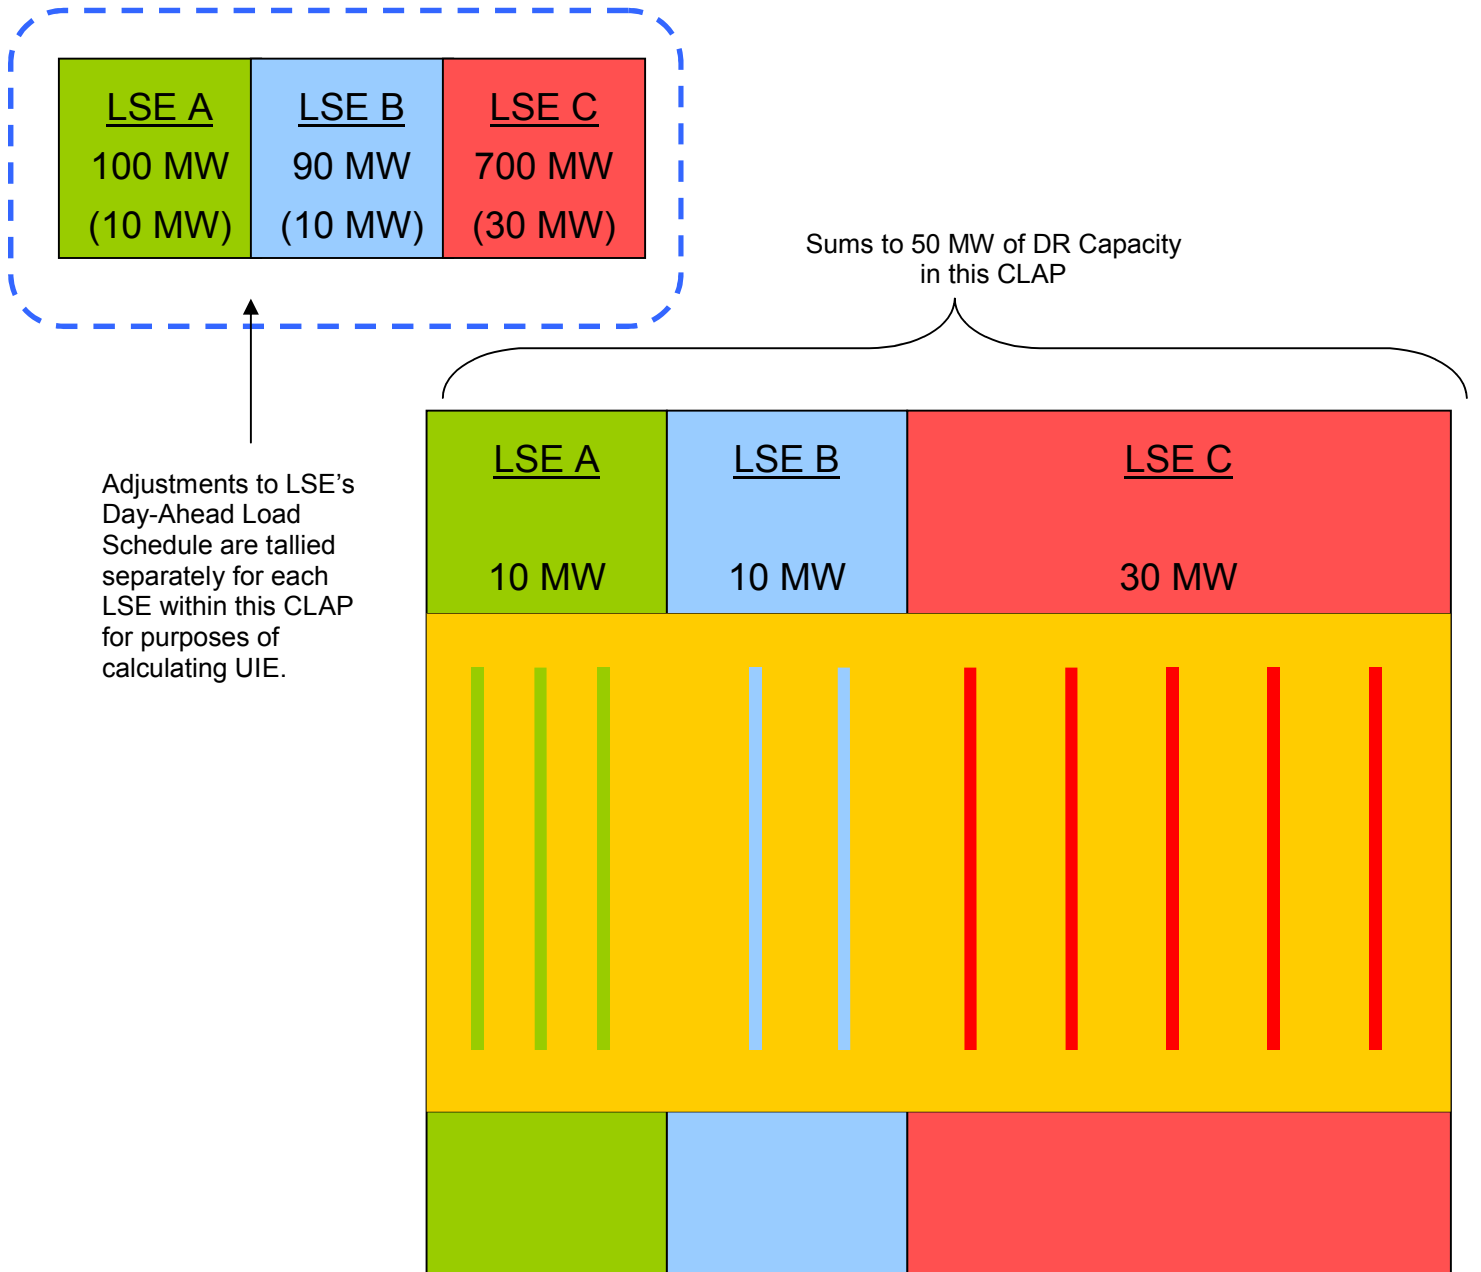 LSE A
100 MW
(10 MW)
LSE B
90 MW
(10 MW)
LSE C
700 MW
(30 MW)
Sums to 50 MW of DR Capacity
in this CLAP
Adjustments to LSE’s
Day-Ahead Load
Schedule are tallied
separately for each
LSE within this CLAP
for purposes of
calculating UIE.
LSE A
10 MW
LSE B
10 MW
LSE C
30 MW